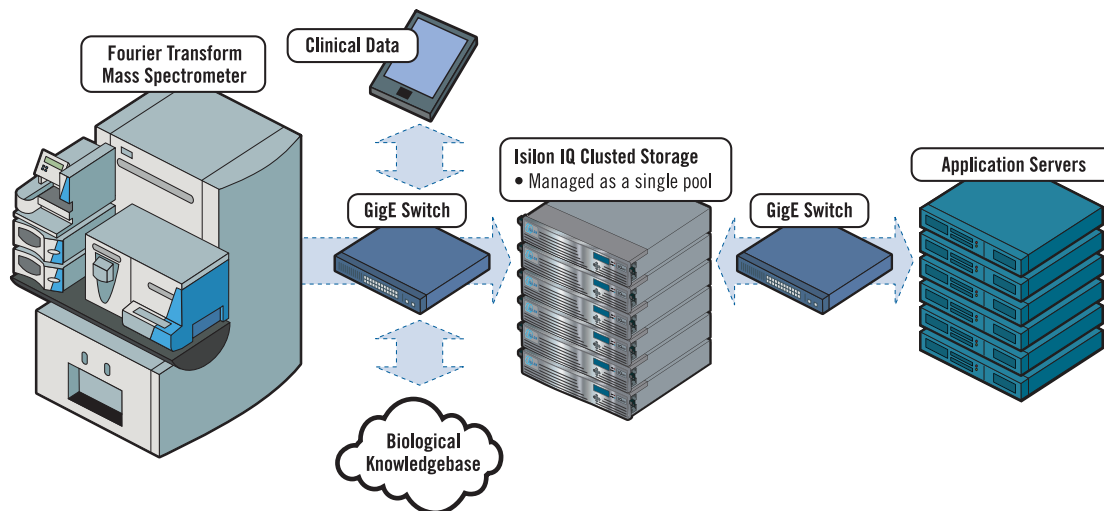 Fourier Transform
Mass Spectrometer
Clinical Data
Isilon IQ Clusted Storage
• Managed as a single pool
Application Servers
GigE Switch
GigE Switch
Biological
Knowledgebase